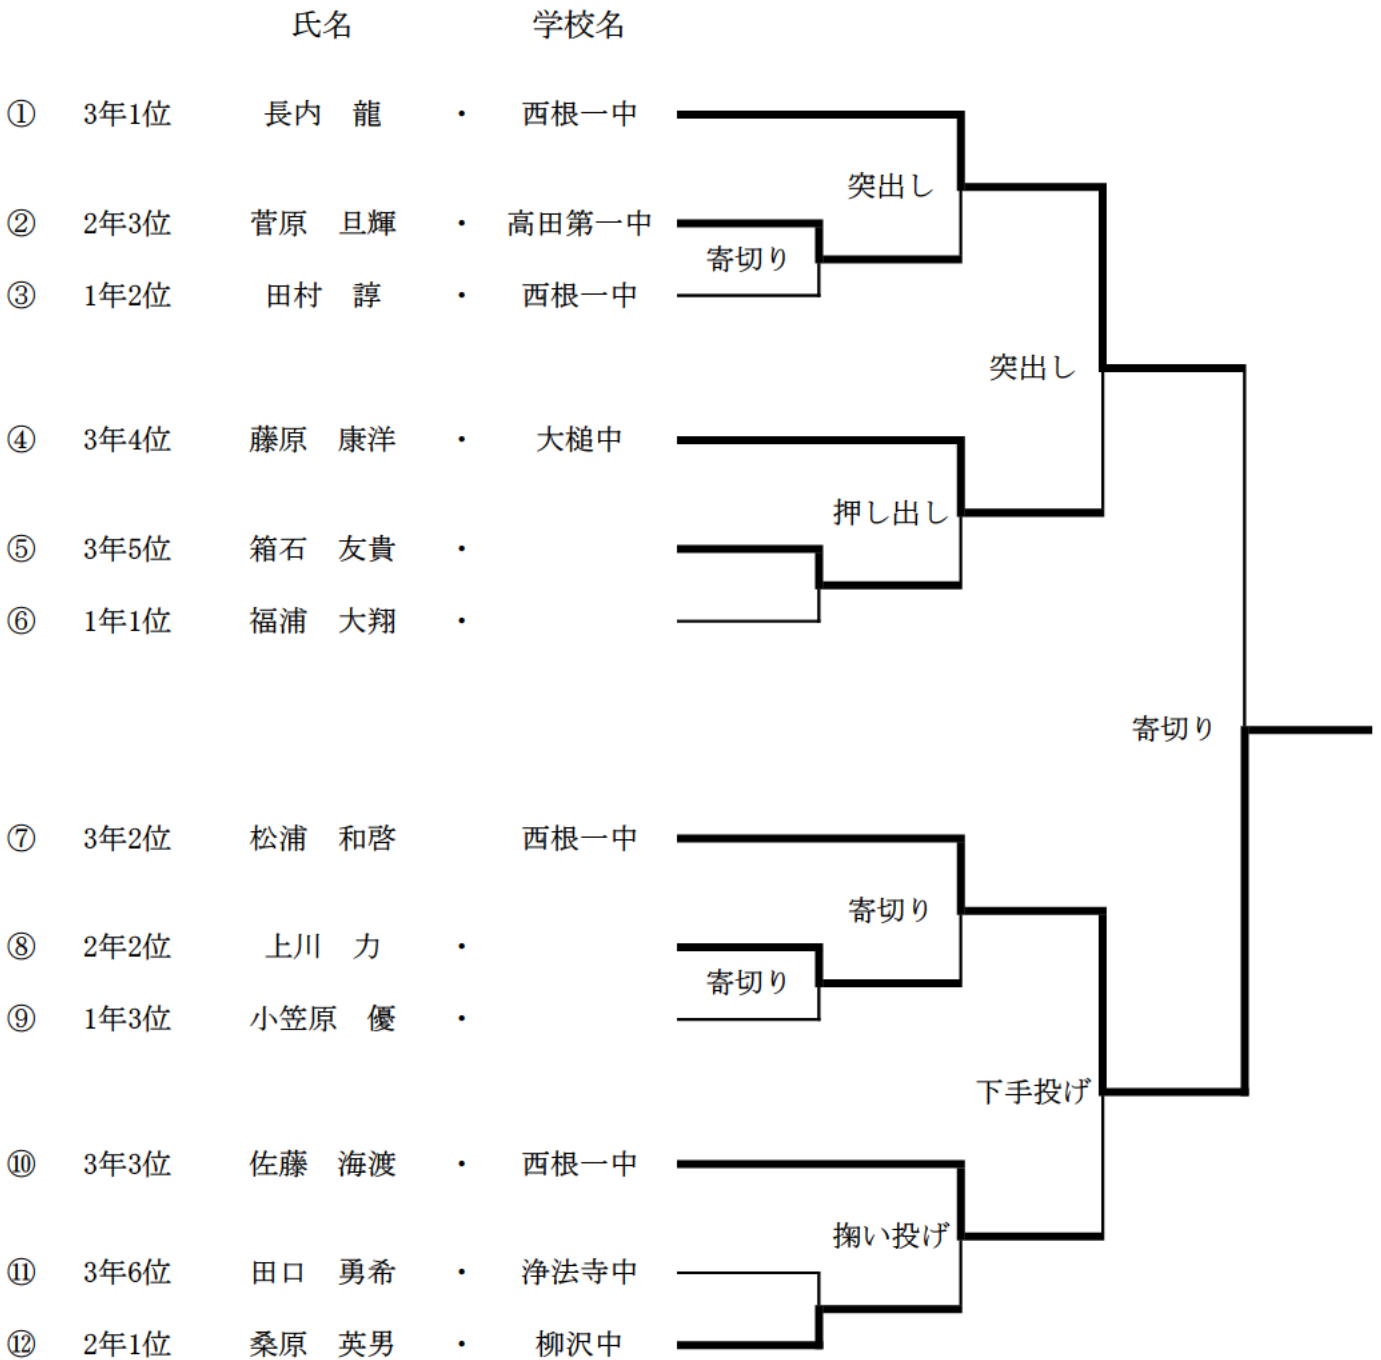 氏名 学校名
① 3年1位 長内 龍 ・ 西根一中
突出し
② 2年3位 菅原 旦輝 ・ 高田第一中
寄切り
③ 1年2位 田村 諄 ・ 西根一中
突出し
④ 3年4位 藤原 康洋 ・ 大槌中
押し出し
⑤ 3年5位 箱石 友貴 ・
⑥ 1年1位 福浦 大翔 ・
寄切り
⑦ 3年2位 松浦 和啓 西根一中
寄切り
⑧ 2年2位 上川 力 ・
寄切り
⑨ 1年3位 小笠原 優 ・
下手投げ
⑩ 3年3位 佐藤 海渡 ・ 西根一中
掬い投げ
⑪ 3年6位 田口 勇希 ・ 浄法寺中
⑫ 2年1位 桑原 英男 ・ 柳沢中